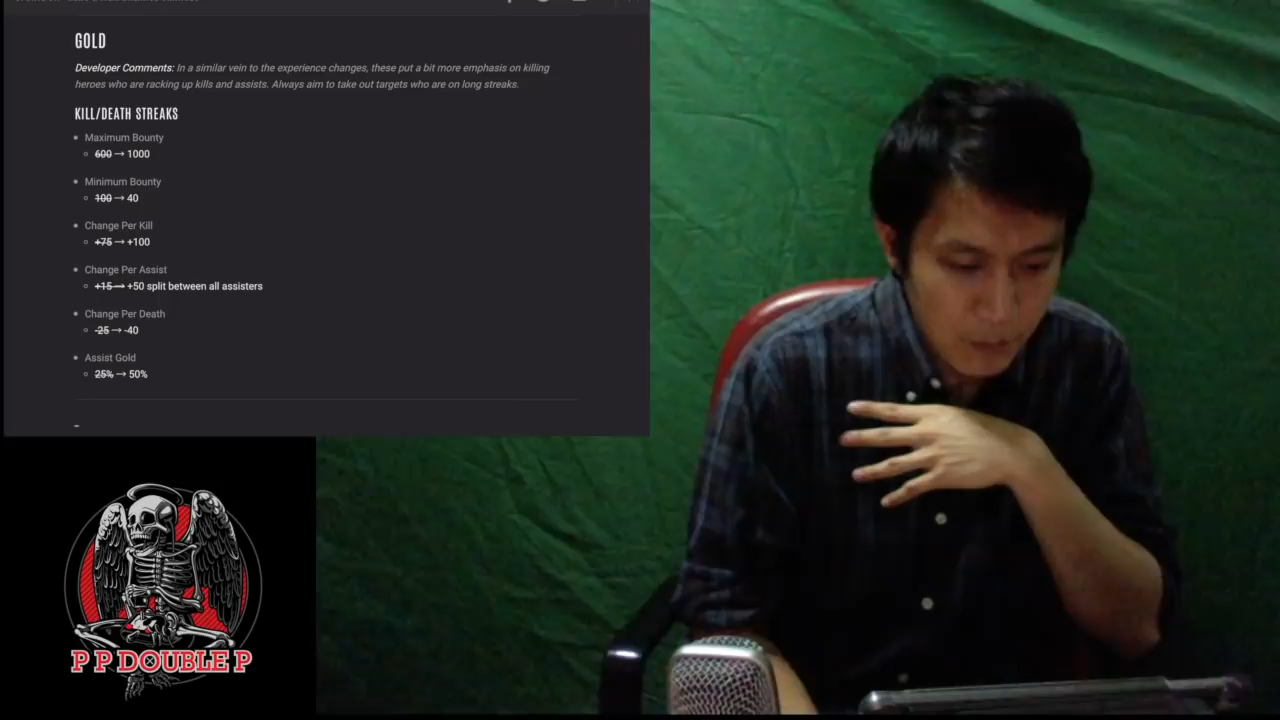 GOLD
Developer Comments: In a similar vein to the experience changes, these put a bit more emphasis on killing
heroes who are racking up kills and assists. Always aim to take out targets who are on long streaks.
KILL/DEATH STREAKS
Maximum Bounty
600 → 1000
Minimum Bounty
100 → 40
Change Per Kill
+75 → +100
Change Per Assist
+15 → +50 split between all assisters
Change Per Death
-25 → -40
Assist Gold
25% → 50%
P P DOUBLE P